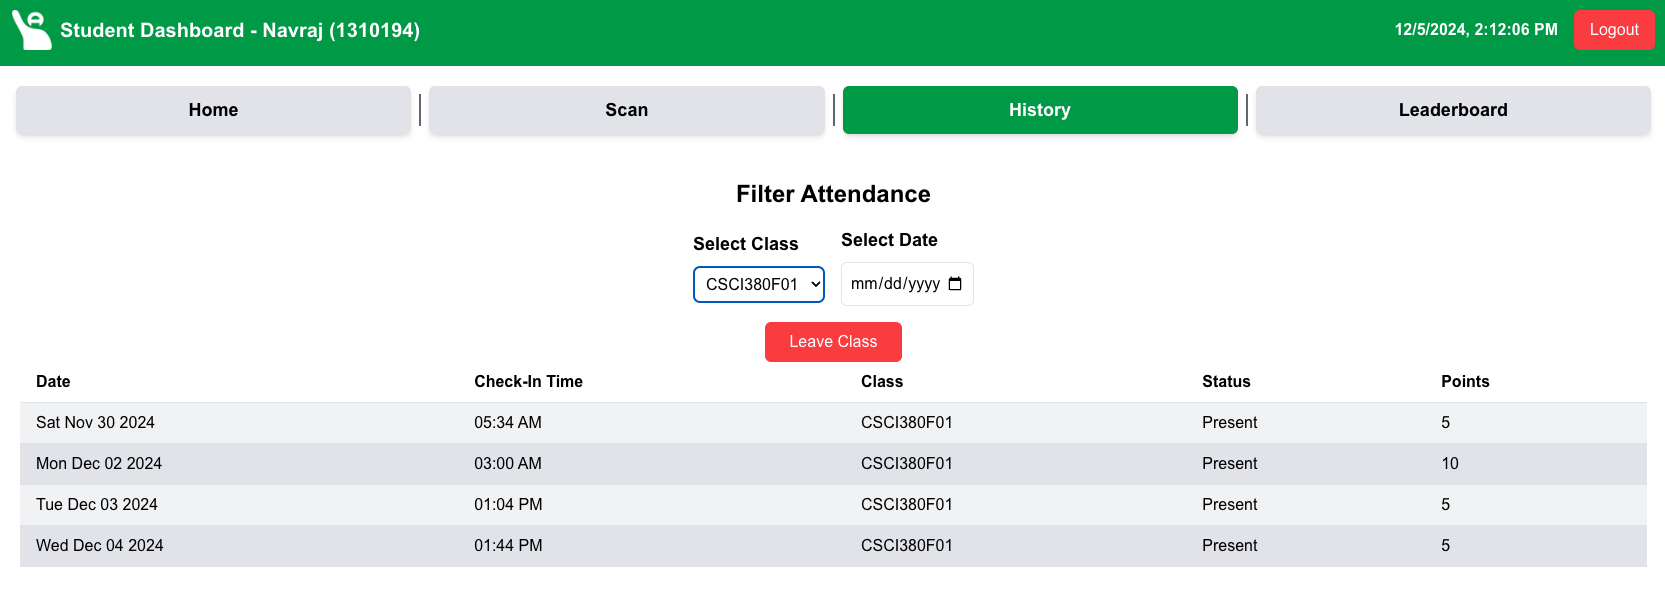 Student Dashboard - Navraj (1310194) 12/5/2024, 2:12:06 PM Logout
Home Scan History Leaderboard
Filter Attendance
Select Class Select Date
CSCI380F01 mm/dd/yyyy
Leave Class
Date Check-In Time Class Status Points
Sat Nov 30 2024 05:34 AM CSCI380F01 Present 5
Mon Dec 02 2024 03:00 AM CSCI380F01 Present 10
Tue Dec 03 2024 01:04 PM CSCI380F01 Present 5
Wed Dec 04 2024 01:44 PM CSCI380F01 Present 5